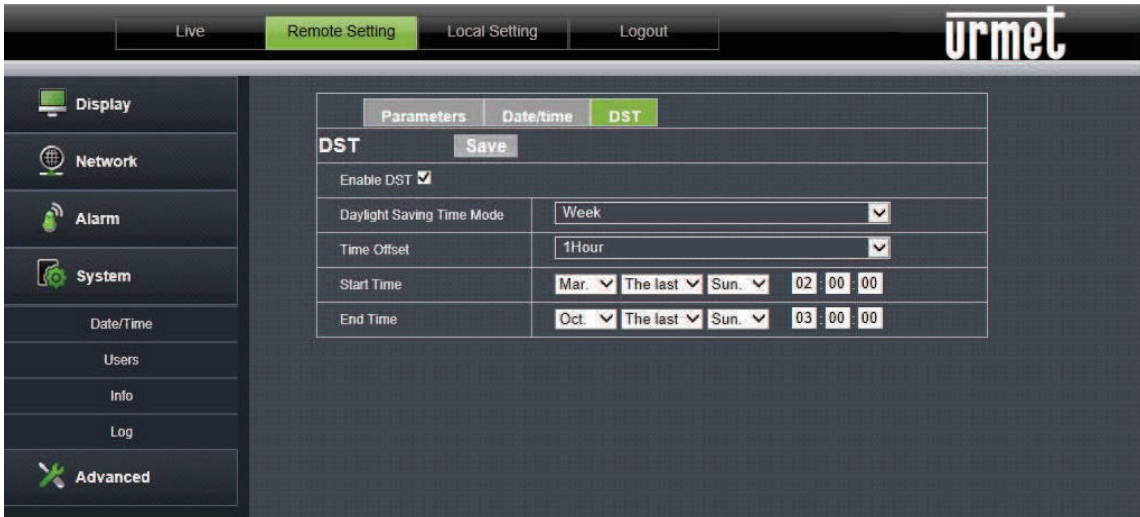 Live Remote Setting Local Setting Logout urmet
Display
Network
Alarm
System
Date/Time
Users
Info
Log
Advanced
Parameters Date/time DST
DST Save
Enable DST
Daylight Saving Time Mode Week
Time Offset 1Hour
Start Time Mar. The last Sun. 02 : 00 : 00
End Time Oct. The last Sun. 03 : 00 : 00